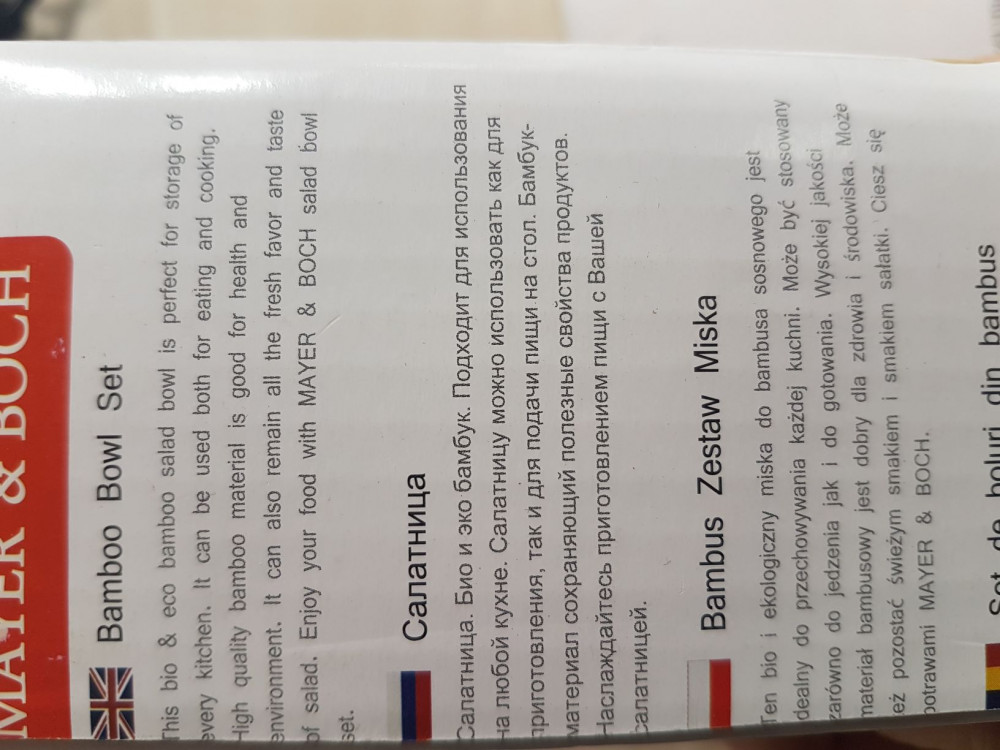 MAYER & BOCH
Bamboo Bowl Set
This bio & eco bamboo salad bowl is perfect for storage of
every kitchen. It can be used both for eating and cooking.
High quality bamboo material is good for health and
environment. It can also remain all the fresh favor and taste
of salad. Enjoy your food with MAYER & BOCH salad bowl
set.
Салатница
Салатница. Био и эко бамбук. Подходит для использования
на любой кухне. Салатницу можно использовать как для
приготовления, так и для подачи пищи на стол. Бамбук-
материал сохраняющий полезные свойства продуктов.
Наслаждайтесь приготовлением пищи с Вашей
салатницей.
Bambus Zestaw Miska
Ten bio i ekologiczny miska do bambusa sosnowego jest
idealny do przechowywania każdej kuchni. Może być stosowany
zarówno do jedzenia jak i do gotowania. Wysokiej jakości
materiał bambusowy jest dobry dla zdrowia i środowiska. Może
też pozostać świeżym smakiem i smakiem sałatki. Ciesz się
potrawami MAYER & BOCH.
Set de boluri din bambus